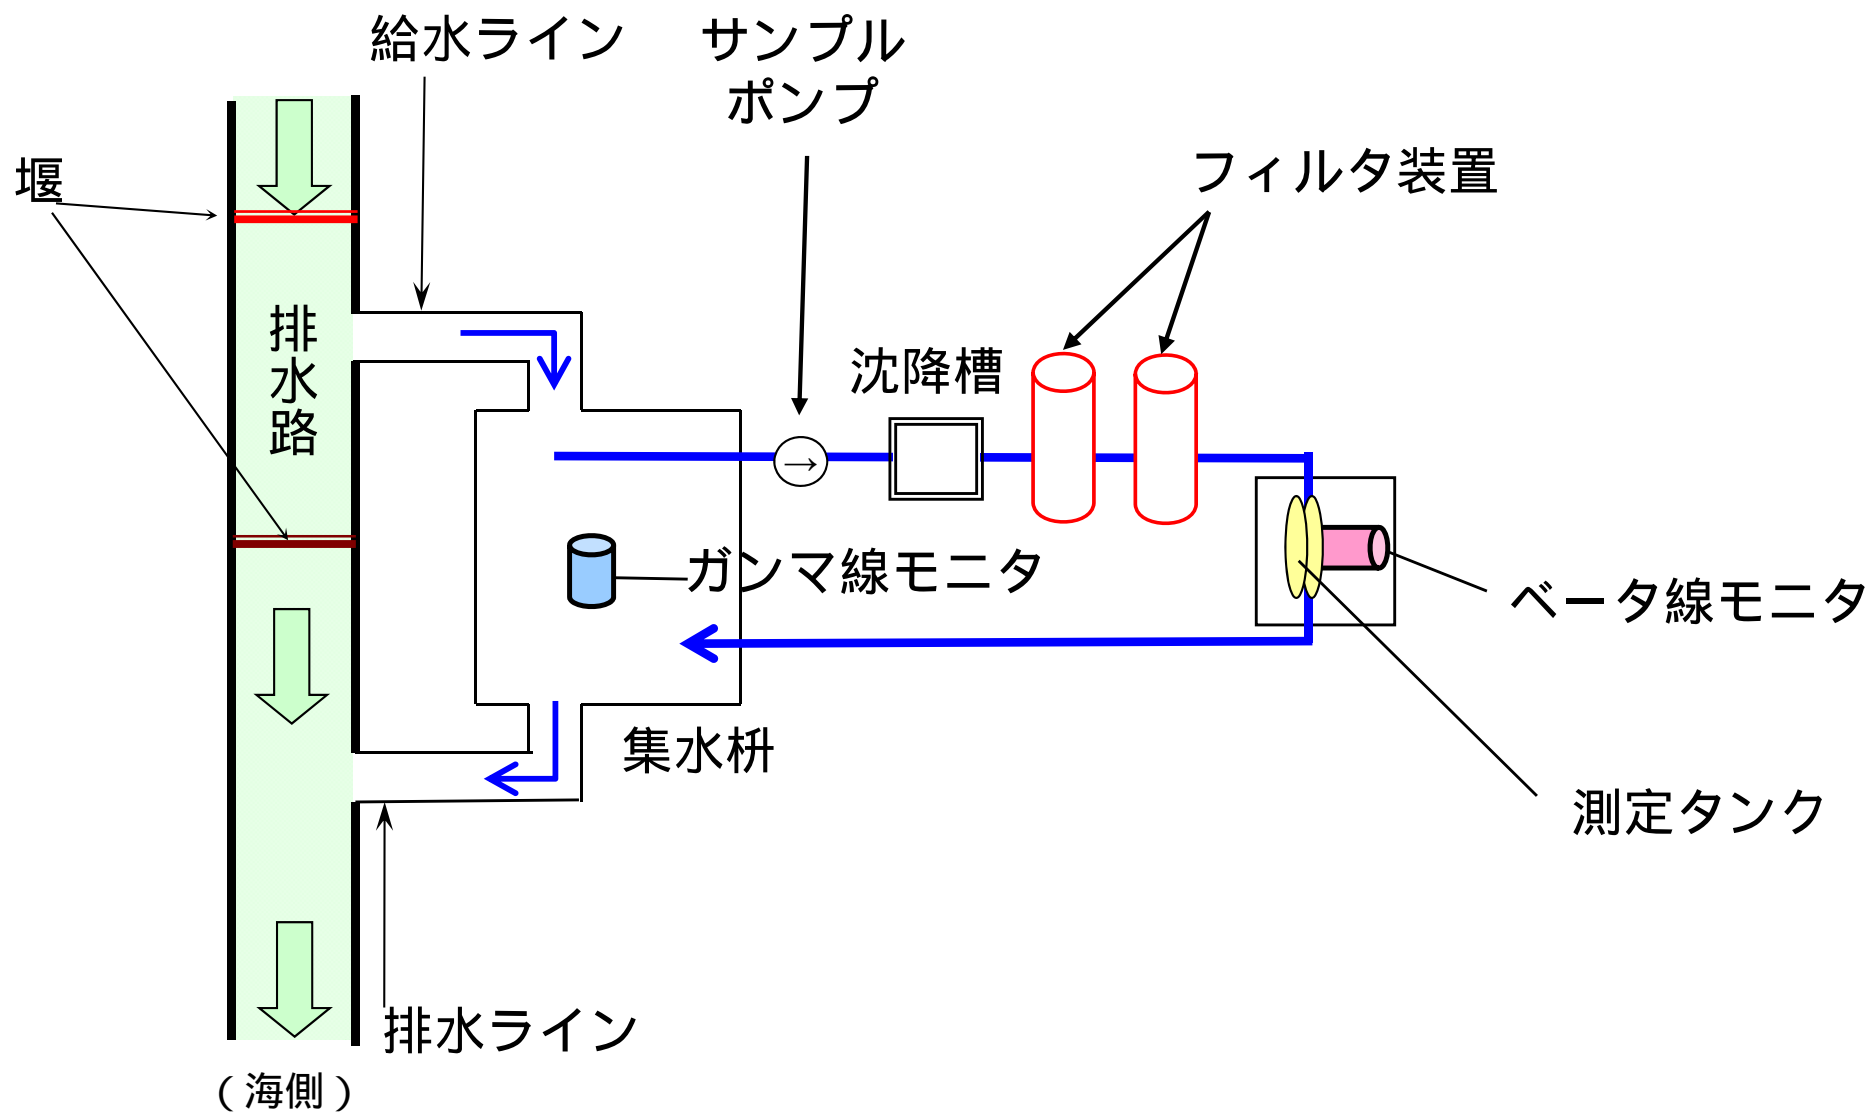 給水ライン
サンプル
ポンプ
堰
フィルタ装置
排水路
沈降槽
→
ガンマ線モニタ
ベータ線モニタ
集水枡
測定タンク
排水ライン
(海側)